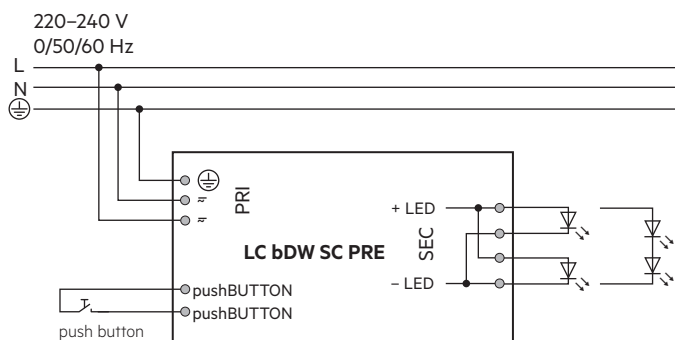 220–240 V
0/50/60 Hz
L
N
PRI
+ LED
SEC
LC bDW SC PRE
– LED
pushBUTTON
pushBUTTON
push button